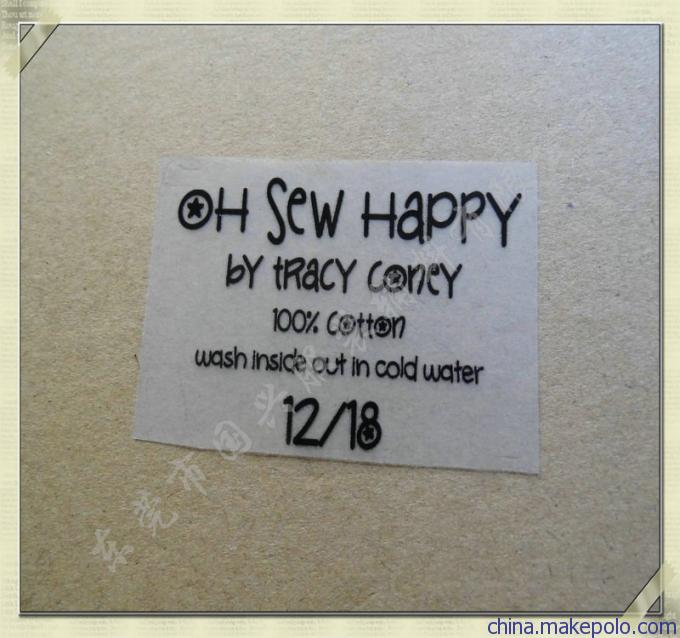 OH Sew HAPPY
by tRACY CoNeY
100% Cotton
wash inside out in cold water
12/18
china.makepolo.com